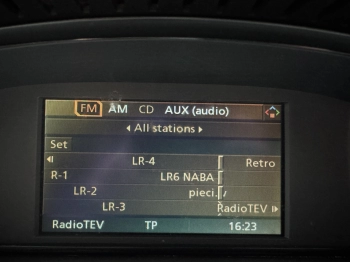 FM AM CD AUX (audio)
All stations
Set
LR-4 Retro
R-1 LR6 NABA
LR-2 pieci.
LR-3 RadioTEV
RadioTEV TP 16:23